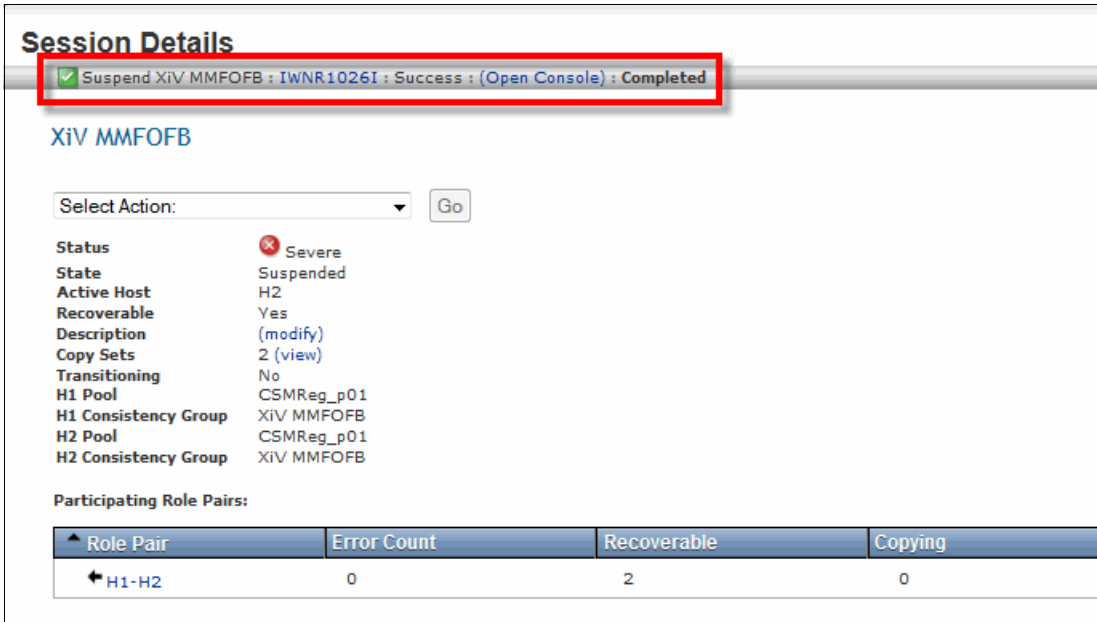 Session Details
Suspend XiV MMFOFB : IWNR1026I : Success : (Open Console) : Completed
XiV MMFOFB
Select Action: Go
Status Severe
State Suspended
Active Host H2
Recoverable Yes
Description (modify)
Copy Sets 2 (view)
Transitioning No
H1 Pool CSMReg_p01
H1 Consistency Group XiV MMFOFB
H2 Pool CSMReg_p01
H2 Consistency Group XiV MMFOFB
Participating Role Pairs:
Role Pair Error Count Recoverable Copying
H1-H2 0 2 0